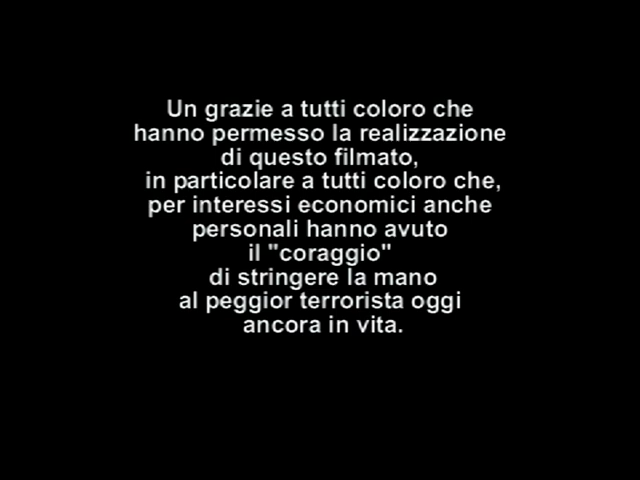 Un grazie a tutti coloro che
hanno permesso la realizzazione
di questo filmato,
in particolare a tutti coloro che,
per interessi economici anche
personali hanno avuto
il "coraggio"
di stringere la mano
al peggior terrorista oggi
ancora in vita.